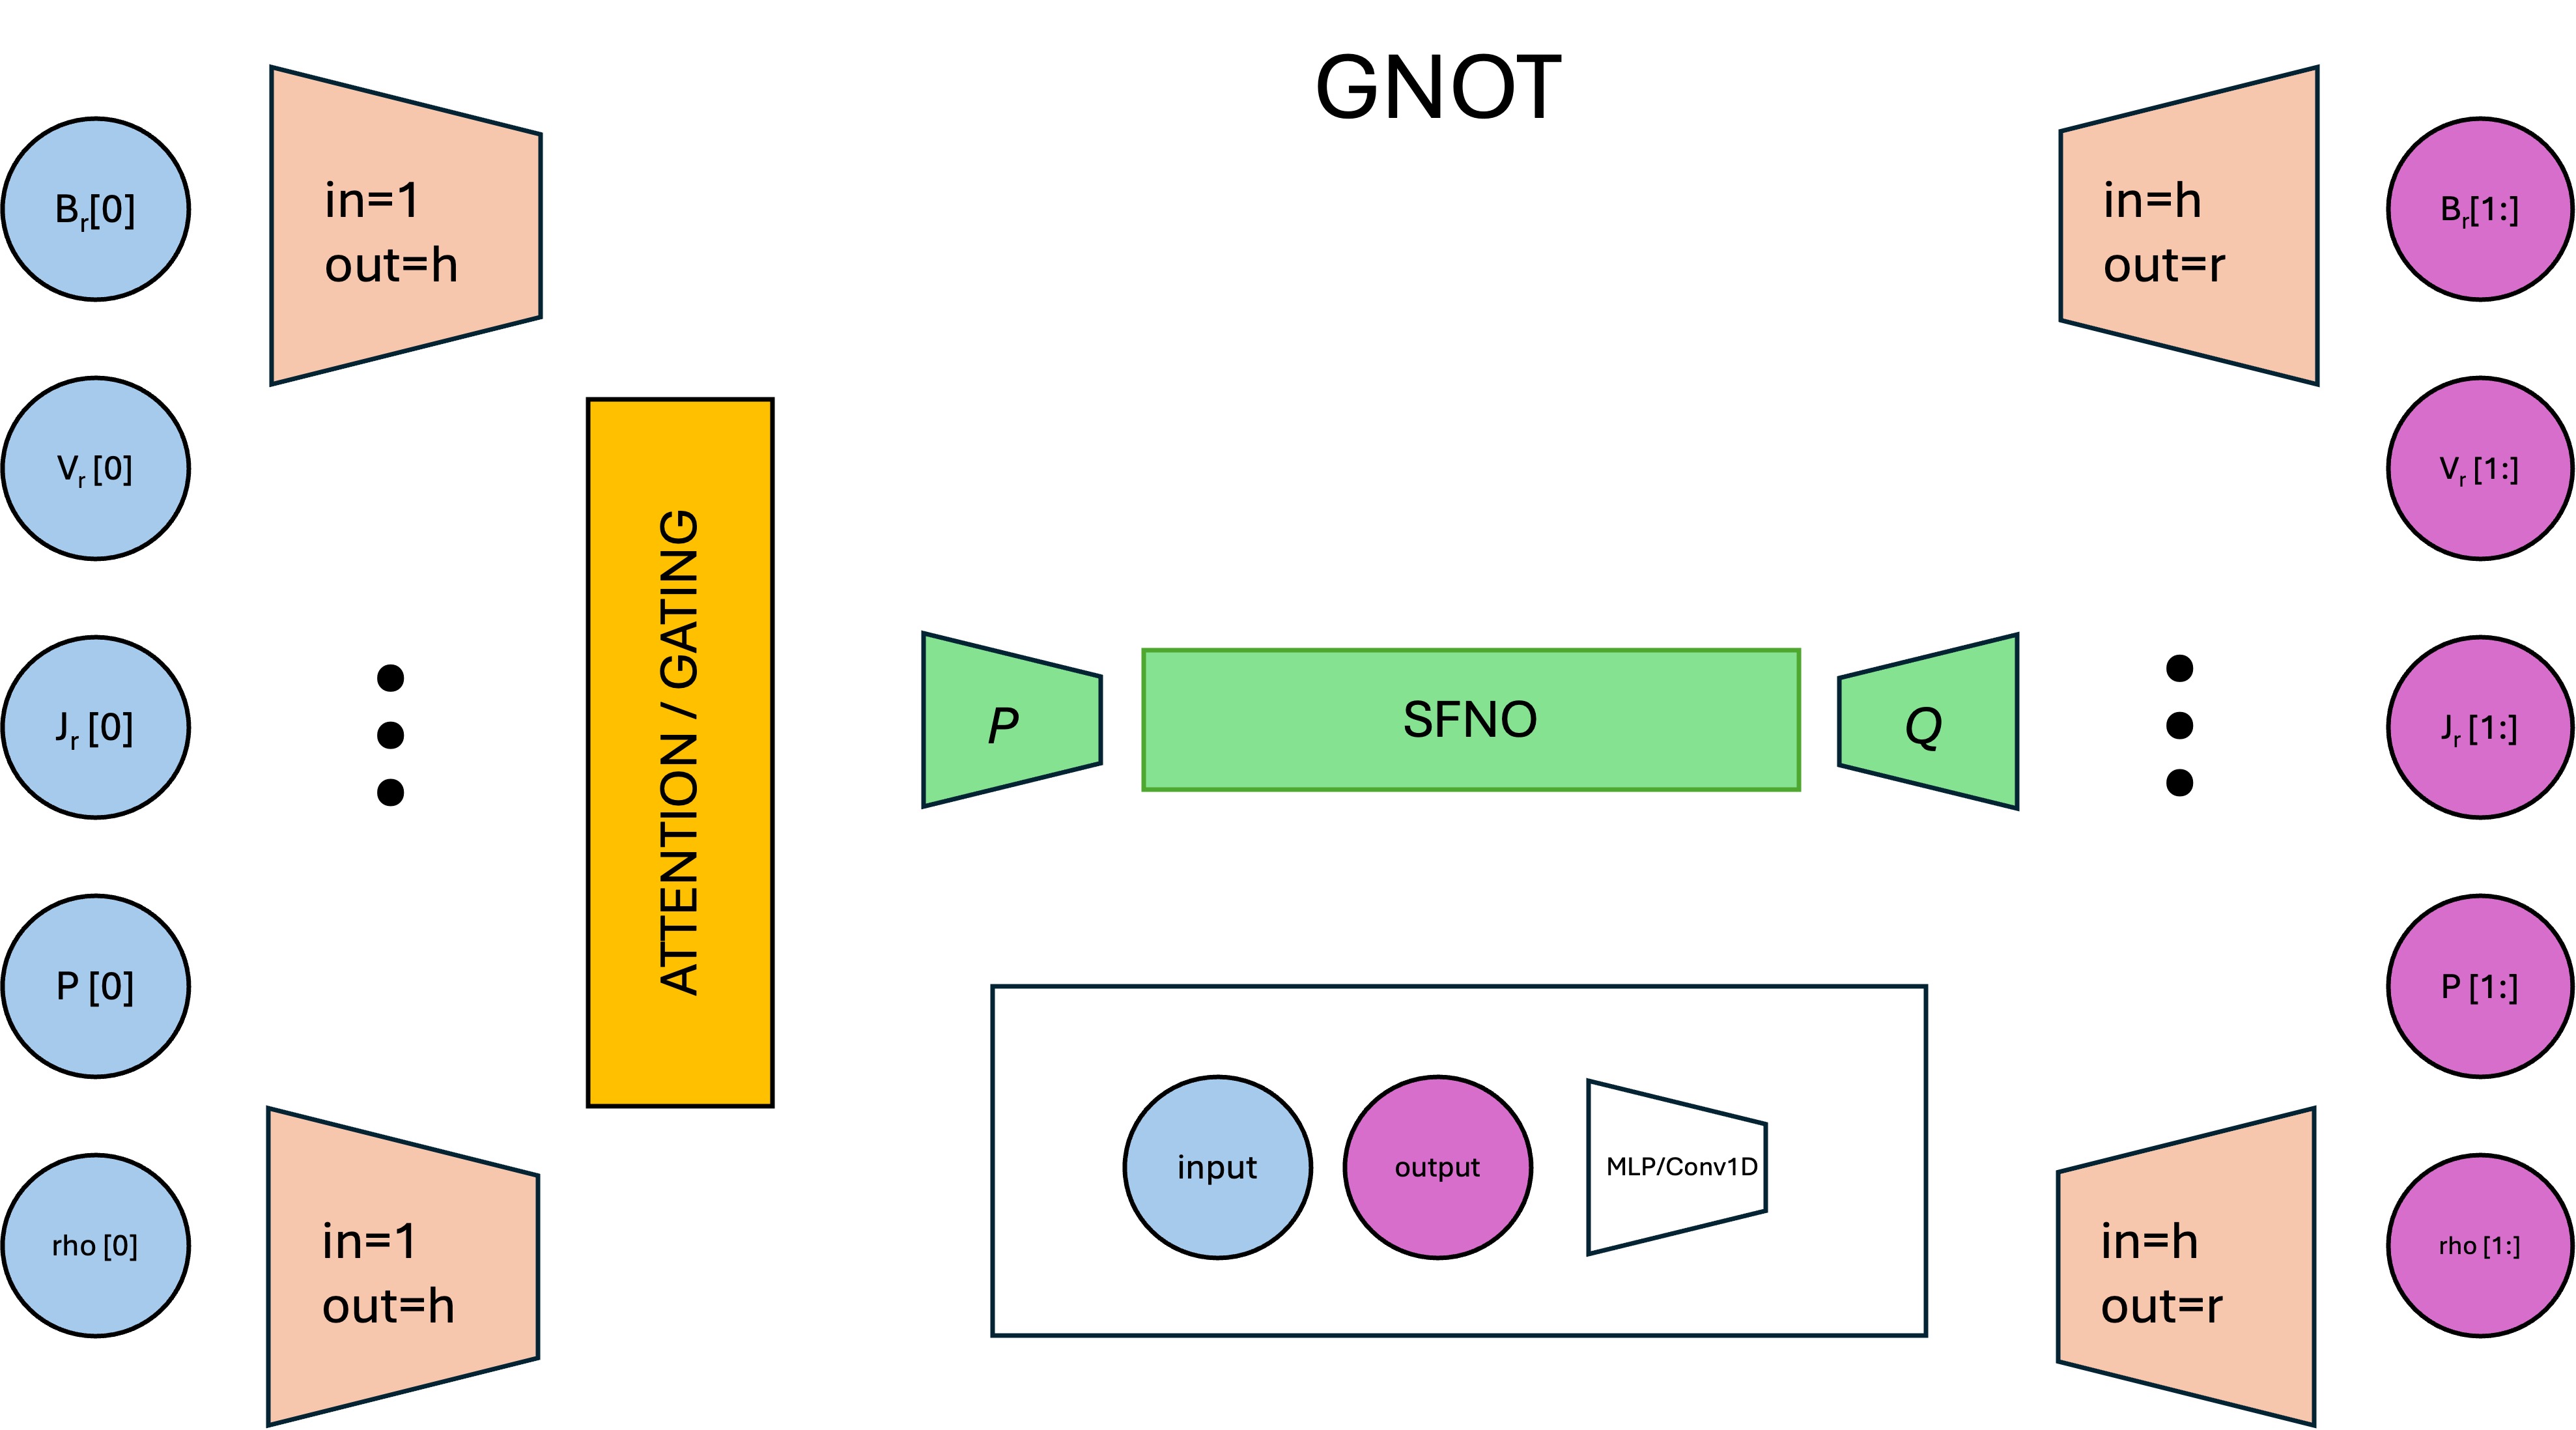 GNOT
B_r[0]
V_r [0]
J_r [0]
P [0]
rho [0]
in=1
out=h
in=1
out=h
ATTENTION / GATING
P
SFNO
Q
input
output
MLP/Conv1D
in=h
out=r
in=h
out=r
B_r[1:]
V_r [1:]
J_r [1:]
P [1:]
rho [1:]